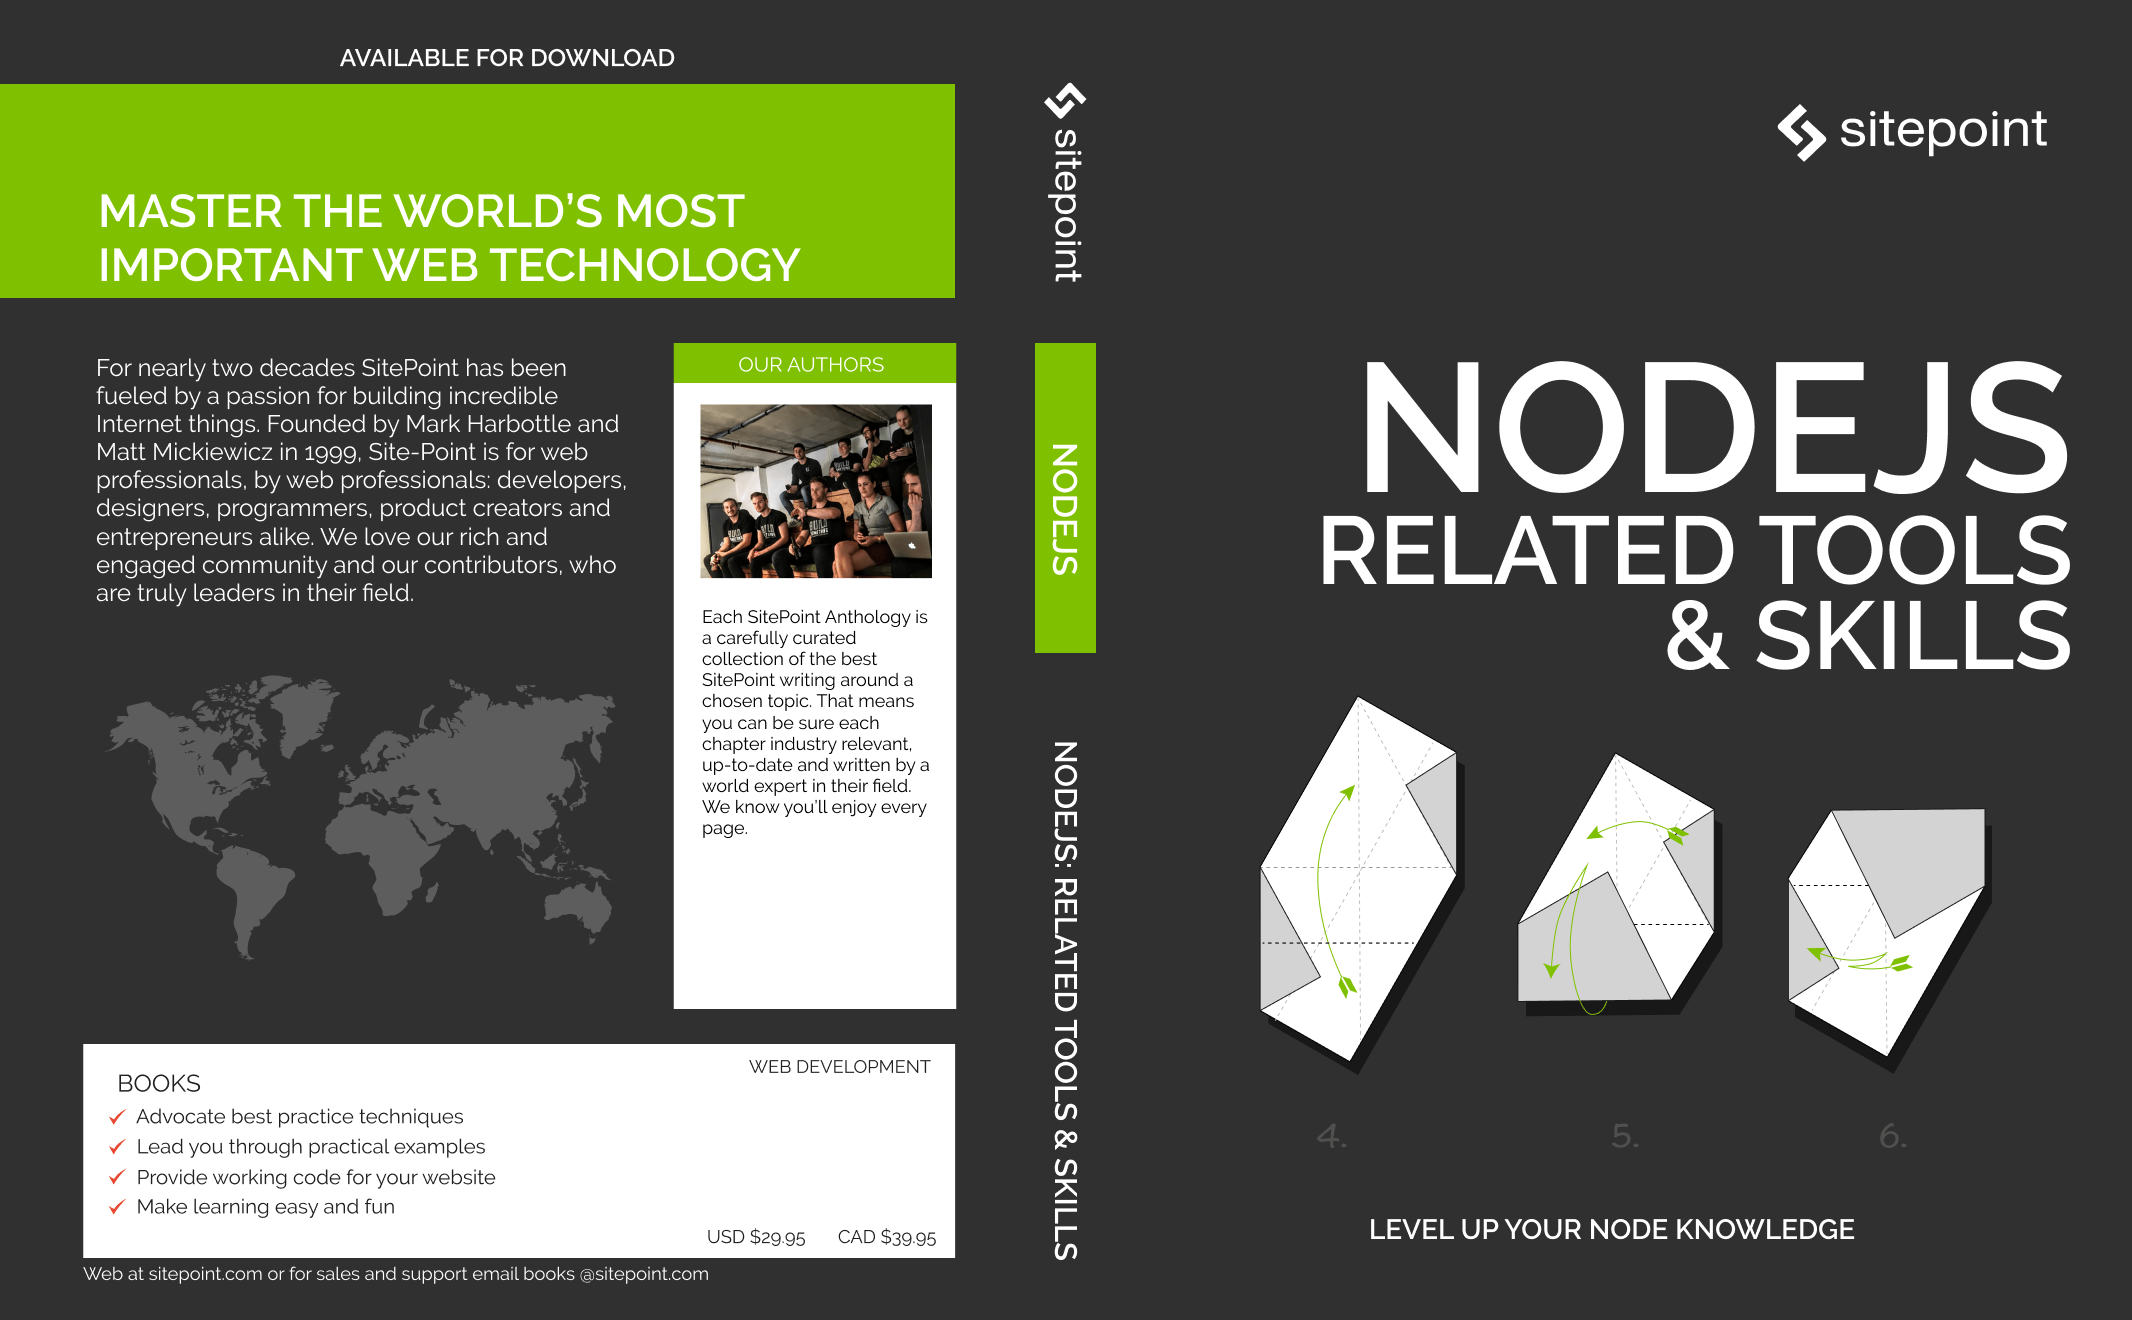 AVAILABLE FOR DOWNLOAD
MASTER THE WORLD'S MOST
IMPORTANT WEB TECHNOLOGY
For nearly two decades SitePoint has been
fueled by a passion for building incredible
Internet things. Founded by Mark Harbottle and
Matt Mickiewicz in 1999, Site-Point is for web
professionals, by web professionals: developers,
designers, programmers, product creators and
entrepreneurs alike. We love our rich and
engaged community and our contributors, who
are truly leaders in their field.
OUR AUTHORS
Each SitePoint Anthology is
a carefully curated
collection of the best
SitePoint writing around a
chosen topic. That means
you can be sure each
chapter industry relevant,
up-to-date and written by a
world expert in their field.
We know you'll enjoy every
page.
WEB DEVELOPMENT
BOOKS
Advocate best practice techniques
Lead you through practical examples
Provide working code for your website
Make learning easy and fun
USD $29.95 CAD $39.95
Web at sitepoint.com or for sales and support email books @sitepoint.com
sitepoint
NODEJS
NODEJS: RELATED TOOLS & SKILLS
sitepoint
NODEJS
RELATED TOOLS
& SKILLS
4. 5. 6.
LEVEL UP YOUR NODE KNOWLEDGE